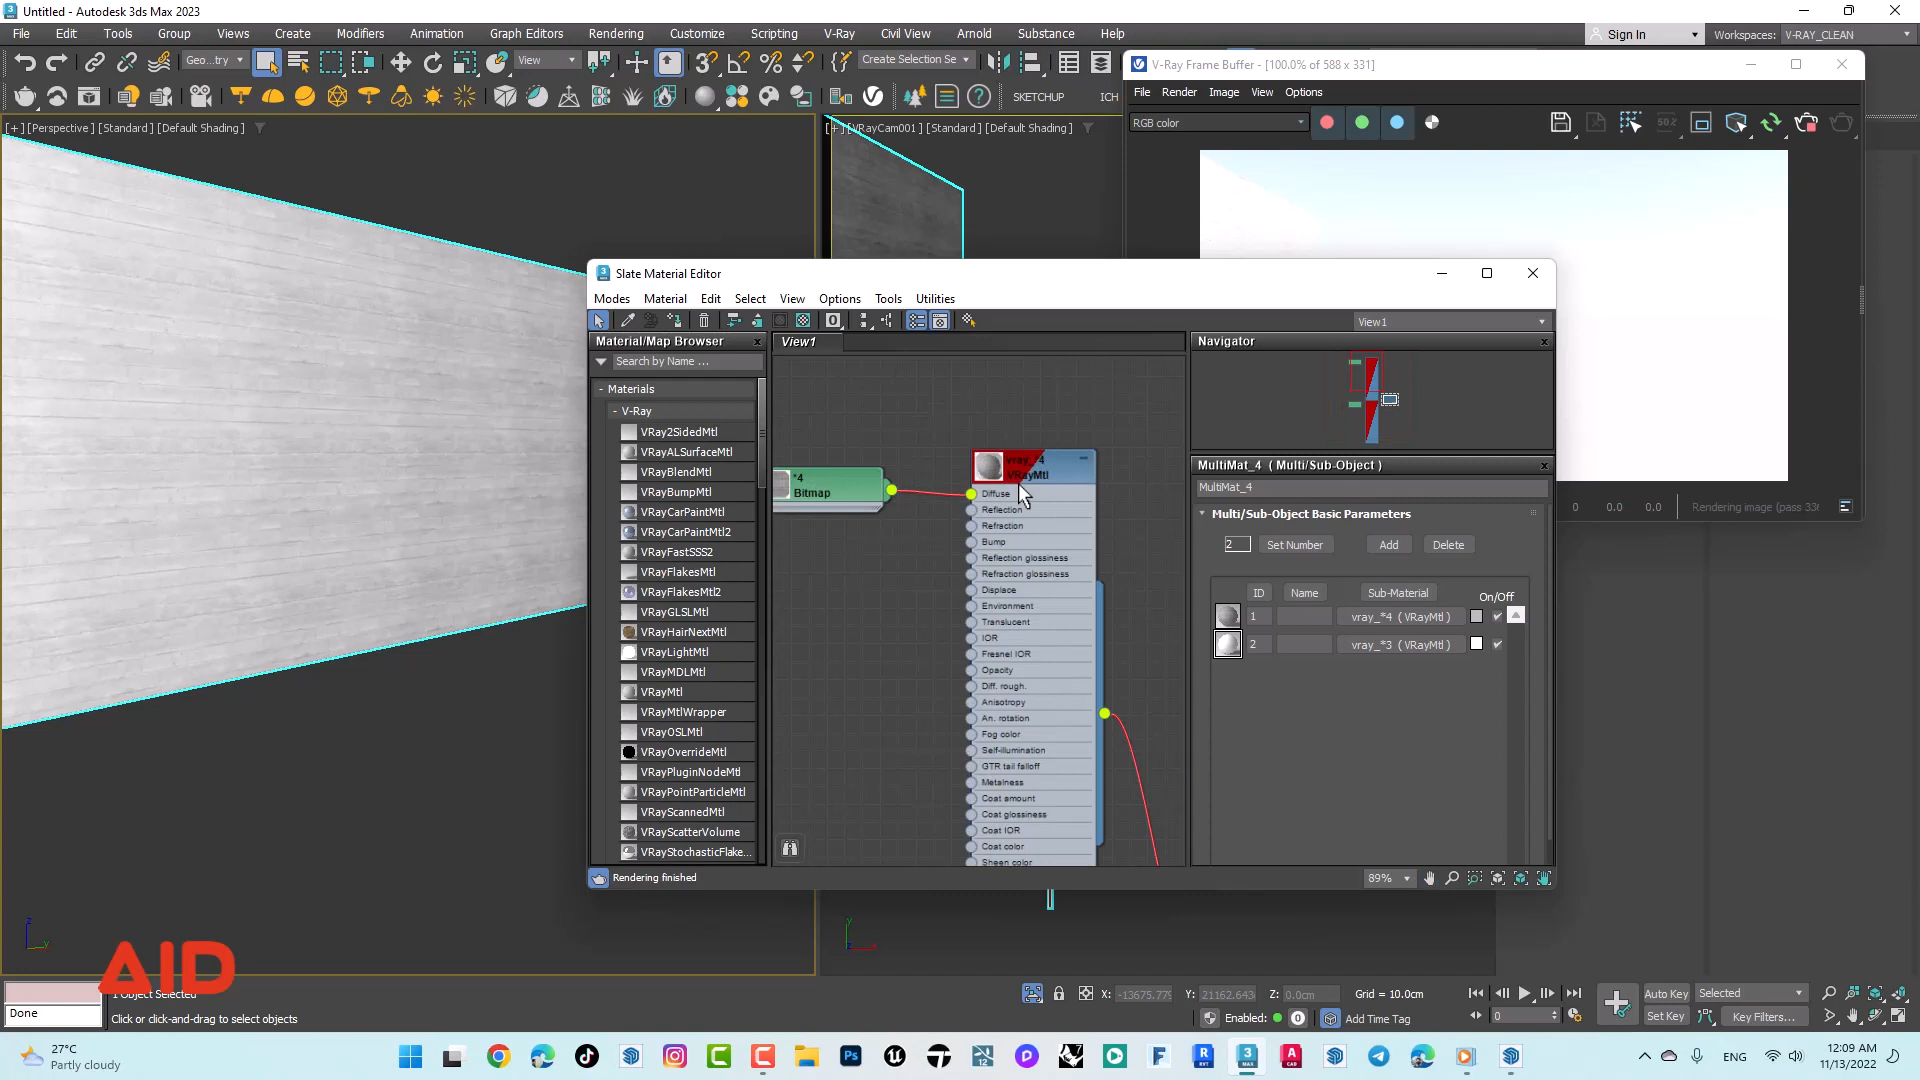 Untitled - Autodesk 3ds Max 2023
File Edit Tools Group Views Create Modifiers Animation Graph Editors Rendering Customize Scripting V-Ray Civil View Arnold Substance Help
Sign In Workspaces: V-RAY_CLEAN
Geo...try View Create Selection Se
SKETCHUP ICH
[+] [Perspective] [Standard] [Default Shading]
[+] [VRayCam001] [Standard] [Default Shading]
V-Ray Frame Buffer - [100.0% of 588 x 331]
File Render Image View Options
RGB color
50%
0 0.0 0.0 Rendering image (pass 336
Slate Material Editor
Modes Material Edit Select View Options Tools Utilities
View1
Material/Map Browser
Search by Name ...
- Materials
- V-Ray
VRay2SidedMtl
VRayALSurfaceMtl
VRayBlendMtl
VRayBumpMtl
VRayCarPaintMtl
VRayCarPaintMtl2
VRayFastSSS2
VRayFlakesMtl
VRayFlakesMtl2
VRayGLSLMtl
VRayHairNextMtl
VRayLightMtl
VRayMDLMtl
VRayMtl
VRayMtlWrapper
VRayOSLMtl
VRayOverrideMtl
VRayPluginNodeMtl
VRayPointParticleMtl
VRayScannedMtl
VRayScatterVolume
VRayStochasticFlake...
View1
*4
Bitmap
vray_*4
VRayMtl
Diffuse
Reflection
Refraction
Bump
Reflection glossiness
Refraction glossiness
Displace
Environment
Translucent
IOR
Fresnel IOR
Opacity
Diff. rough.
Anisotropy
An. rotation
Fog color
Self-illumination
GTR tail falloff
Metalness
Coat amount
Coat glossiness
Coat IOR
Coat color
Sheen color
Navigator
MultiMat_4 ( Multi/Sub-Object )
MultiMat_4
Multi/Sub-Object Basic Parameters
2 Set Number Add Delete
ID Name Sub-Material On/Off
1 vray_*4 ( VRayMtl )
2 vray_*3 ( VRayMtl )
Rendering finished
89%
z
y
y
x
AID
1 Object Selected
Done
Click or click-and-drag to select objects
X: -13675.779 Y: 21162.643 Z: 0.0cm Grid = 10.0cm
Enabled: 0 Add Time Tag
0
Auto Key Selected
Set Key Key Filters...
27°C
Partly cloudy
ENG
12:09 AM
11/13/2022